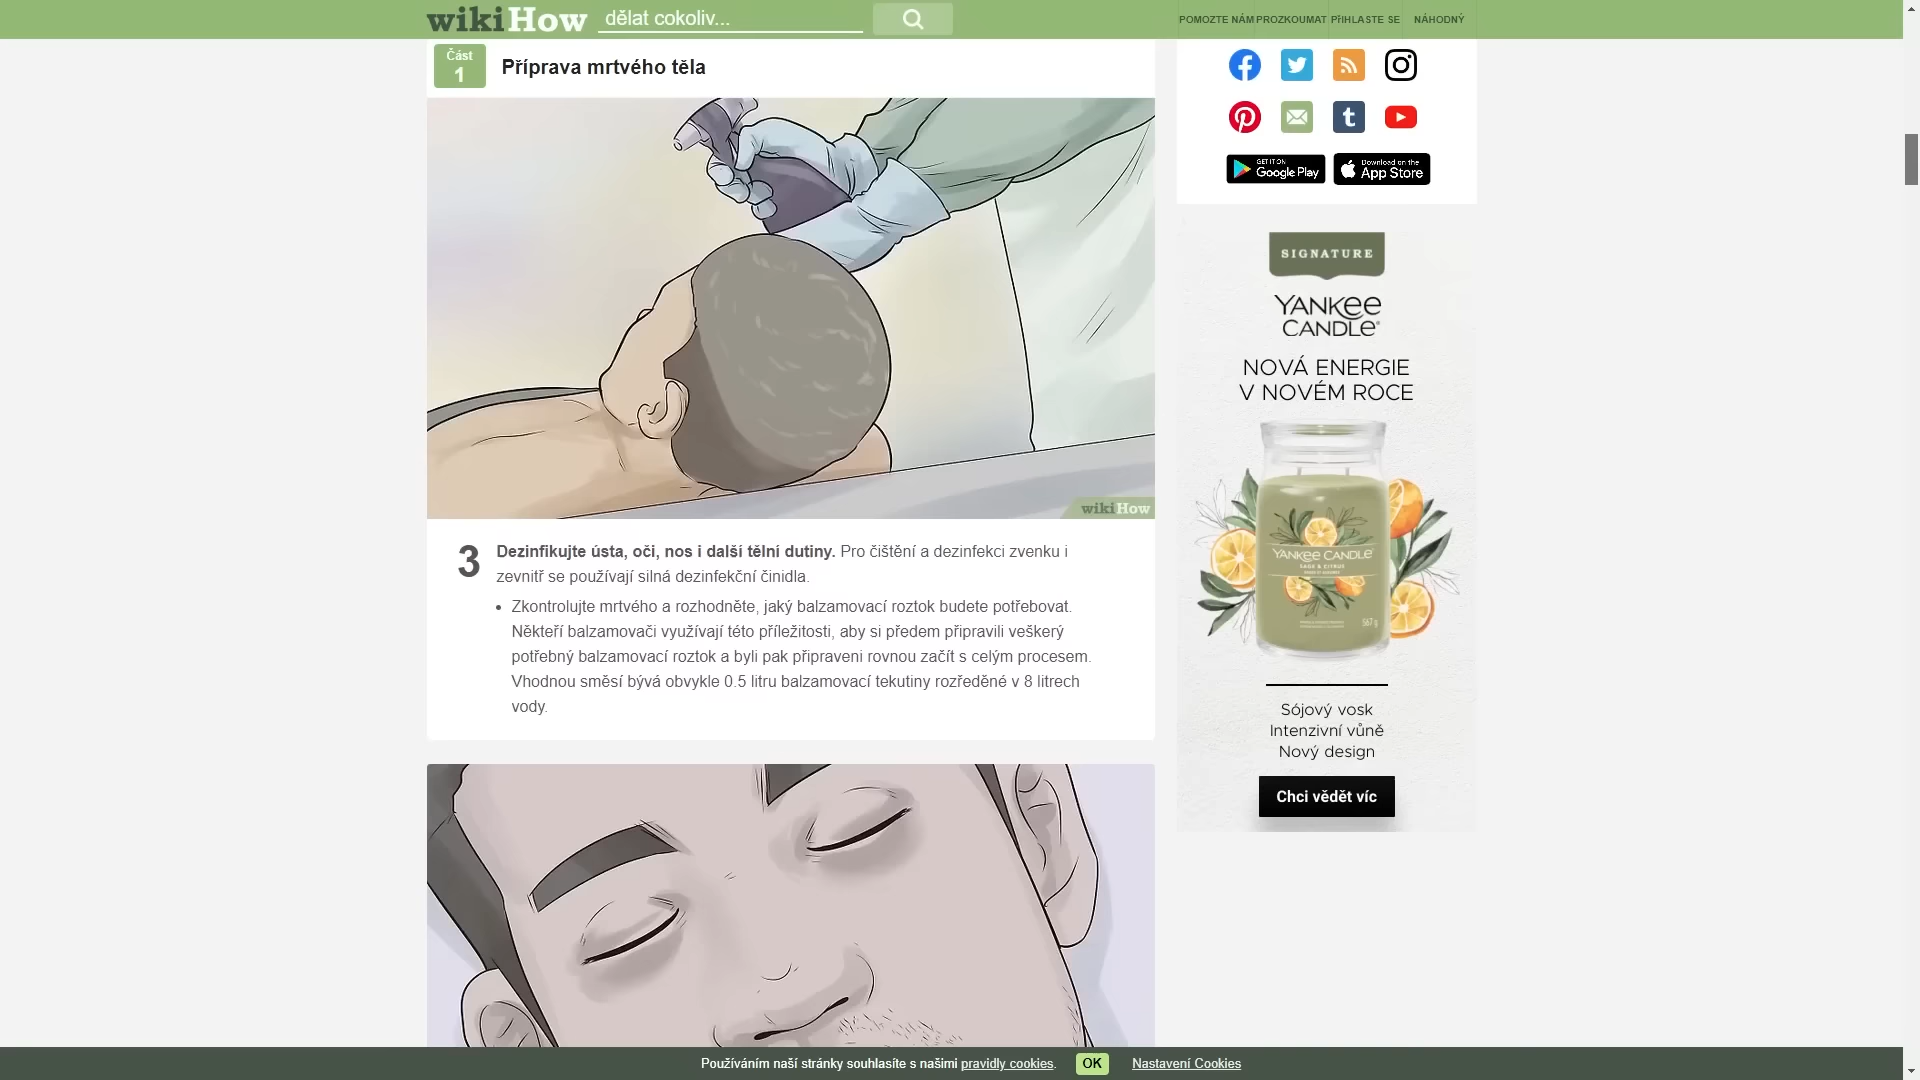 wikiHow
dělat cokoliv...
POMOZTE NÁM
PROZKOUMAT
PŘIHLASTE SE
NÁHODNÝ
Část
1
Příprava mrtvého těla
wikiHow
3
Dezinfikujte ústa, oči, nos i další tělní dutiny. Pro čištění a dezinfekci zvenku i
zevnitř se používají silná dezinfekční činidla.
Zkontrolujte mrtvého a rozhodněte, jaký balzamovací roztok budete potřebovat.
Někteří balzamovači využívají této příležitosti, aby si předem připravili veškerý
potřebný balzamovací roztok a byli pak připraveni rovnou začít s celým procesem.
Vhodnou směsí bývá obvykle 0.5 litru balzamovací tekutiny rozředěné v 8 litrech
vody.
GET IT ON
Google Play
Download on the
App Store
SIGNATURE
YANKEE
CANDLE®
NOVÁ ENERGIE
V NOVÉM ROCE
YANKEE CANDLE
SAGE & CITRUS
567 g
Sójový vosk
Intenzivní vůně
Nový design
Chci vědět víc
Používáním naší stránky souhlasíte s našimi pravidly cookies.
OK
Nastavení Cookies